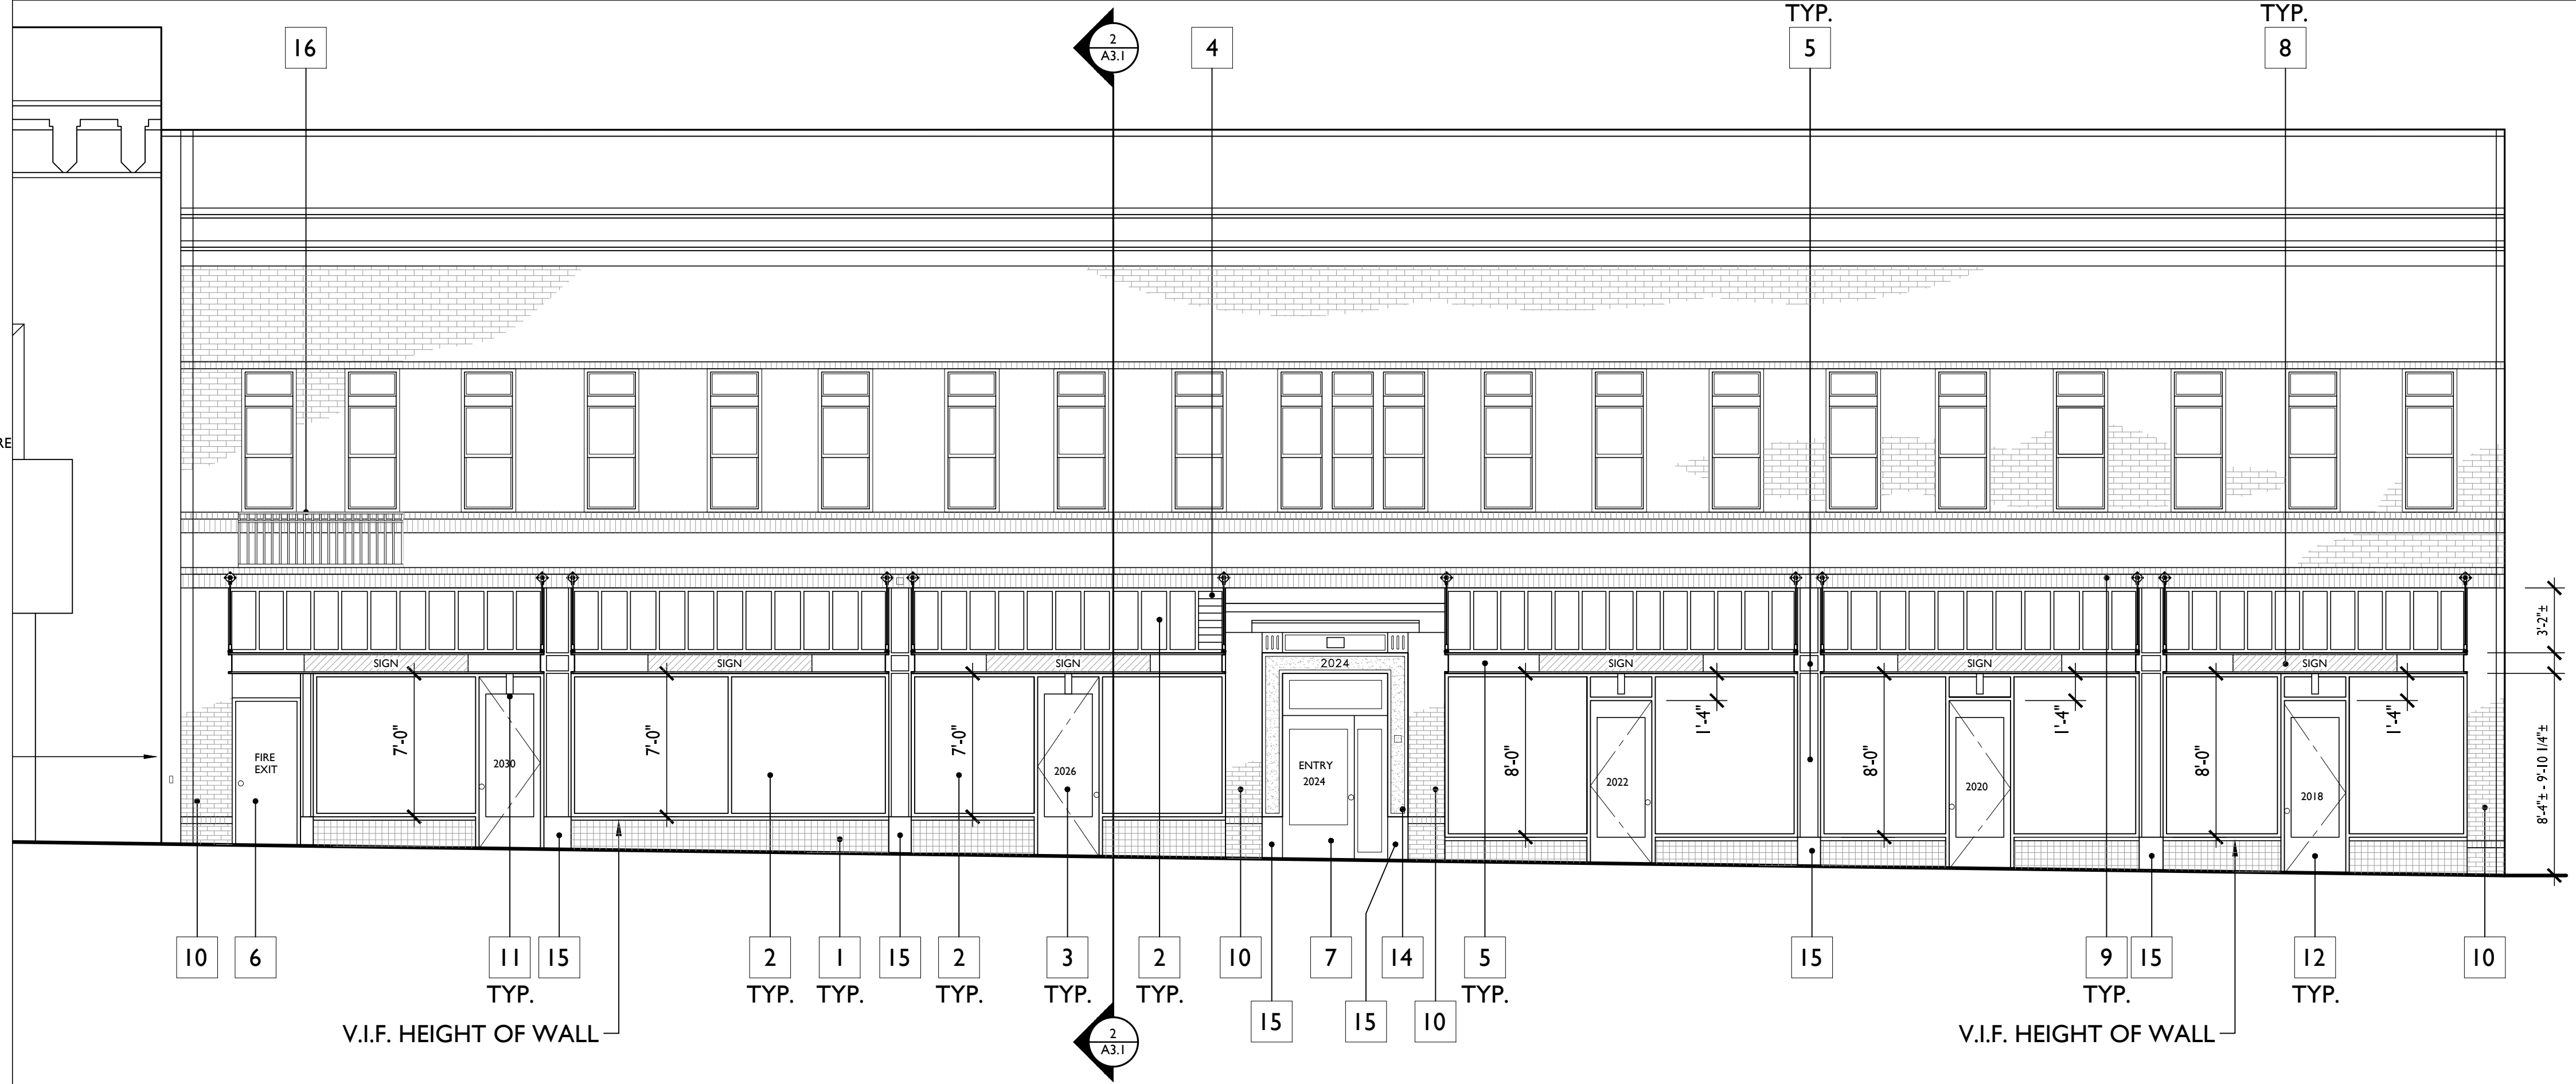 TYP.
TYP.
16
2
A3.1
4
5
8
RE
3'-2"±
SIGN
SIGN
SIGN
2024
SIGN
SIGN
SIGN
1'-4"
1'-4"
1'-4"
7'-0"
7'-0"
7'-0"
8'-0"
8'-0"
8'-0"
8'-4"± - 9'-10 1/4"±
FIRE
EXIT
2030
2026
ENTRY
2024
2022
2020
2018
10
6
11
15
2
1
15
2
3
2
10
7
14
5
15
9
15
12
10
TYP.
TYP.
TYP.
TYP.
TYP.
TYP.
TYP.
TYP.
TYP.
15
15
10
V.I.F. HEIGHT OF WALL
2
A3.1
V.I.F. HEIGHT OF WALL